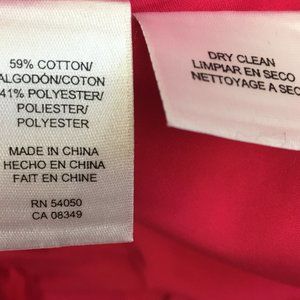 59% COTTON/
ALGODÓN/COTON
41% POLYESTER/
POLIESTER/
POLYESTER
MADE IN CHINA
HECHO EN CHINA
FAIT EN CHINE
RN 54050
CA 08349
DRY CLEAN
LIMPIAR EN SECO
NETTOYAGE A SEC